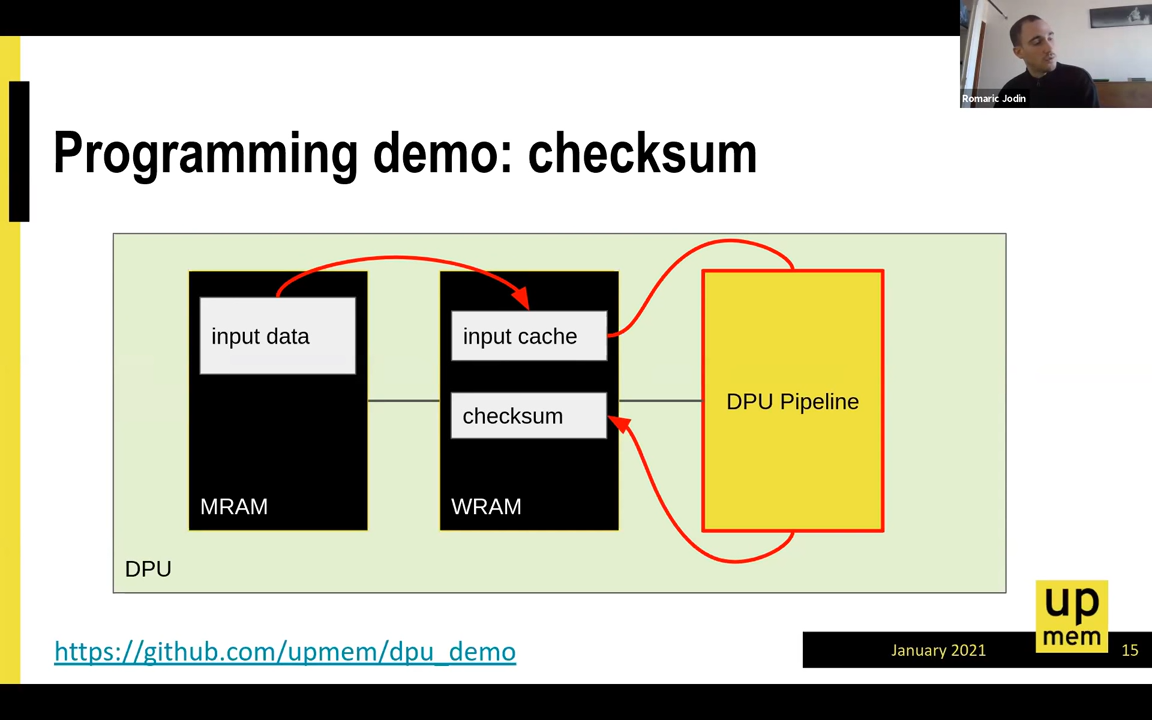 Romaric Jodin
Programming demo: checksum
input data
input cache
checksum
DPU Pipeline
MRAM
WRAM
DPU
https://github.com/upmem/dpu_demo
January 2021
up
mem
15